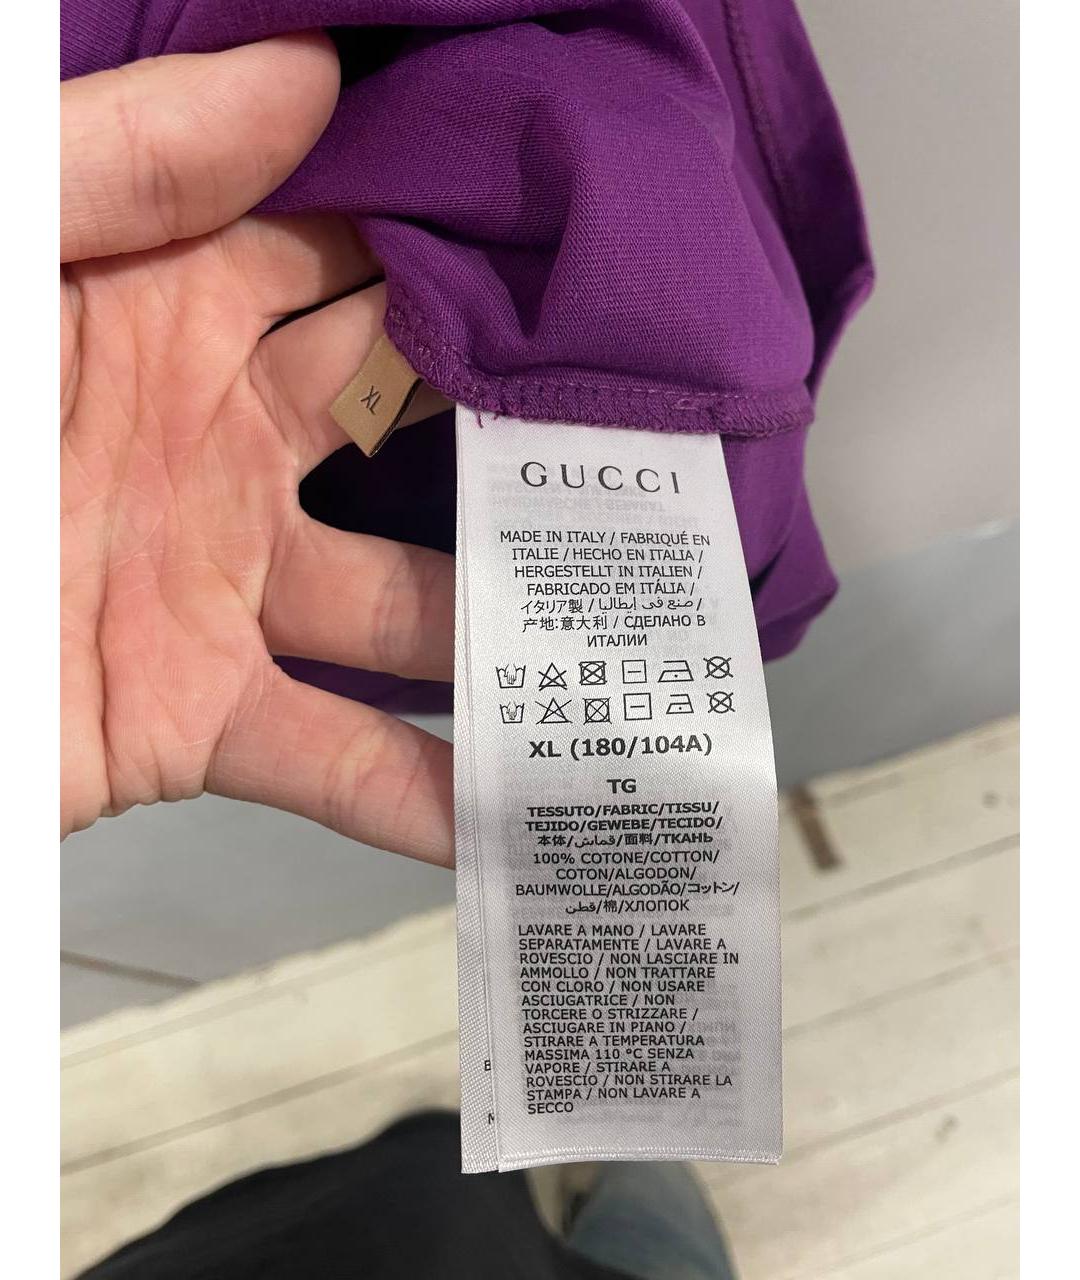 XL
GUCCI
MADE IN ITALY / FABRIQUÉ EN
ITALIE / HECHO EN ITALIA /
HERGESTELLT IN ITALIEN /
FABRICADO EM ITÁLIA /
イタリア製 / صنع في إيطاليا /
产地:意大利 / СДЕЛАНО В
ИТАЛИИ
XL (180/104A)
TG
TESSUTO/FABRIC/TISSU/
TEJIDO/GEWEBE/TECIDO/
本体/قماش/面料/ТКАНЬ
100% COTONE/COTTON/
COTON/ALGODON/
BAUMWOLLE/ALGODÃO/コットン/
قطن/棉/ХЛОПОК
LAVARE A MANO / LAVARE
SEPARATAMENTE / LAVARE A
ROVESCIO / NON LASCIARE IN
AMMOLLO / NON TRATTARE
CON CLORO / NON USARE
ASCIUGATRICE / NON
TORCERE O STRIZZARE /
ASCIUGARE IN PIANO /
STIRARE A TEMPERATURA
MASSIMA 110 °C SENZA
VAPORE / STIRARE A
ROVESCIO / NON STIRARE LA
STAMPA / NON LAVARE A
SECCO